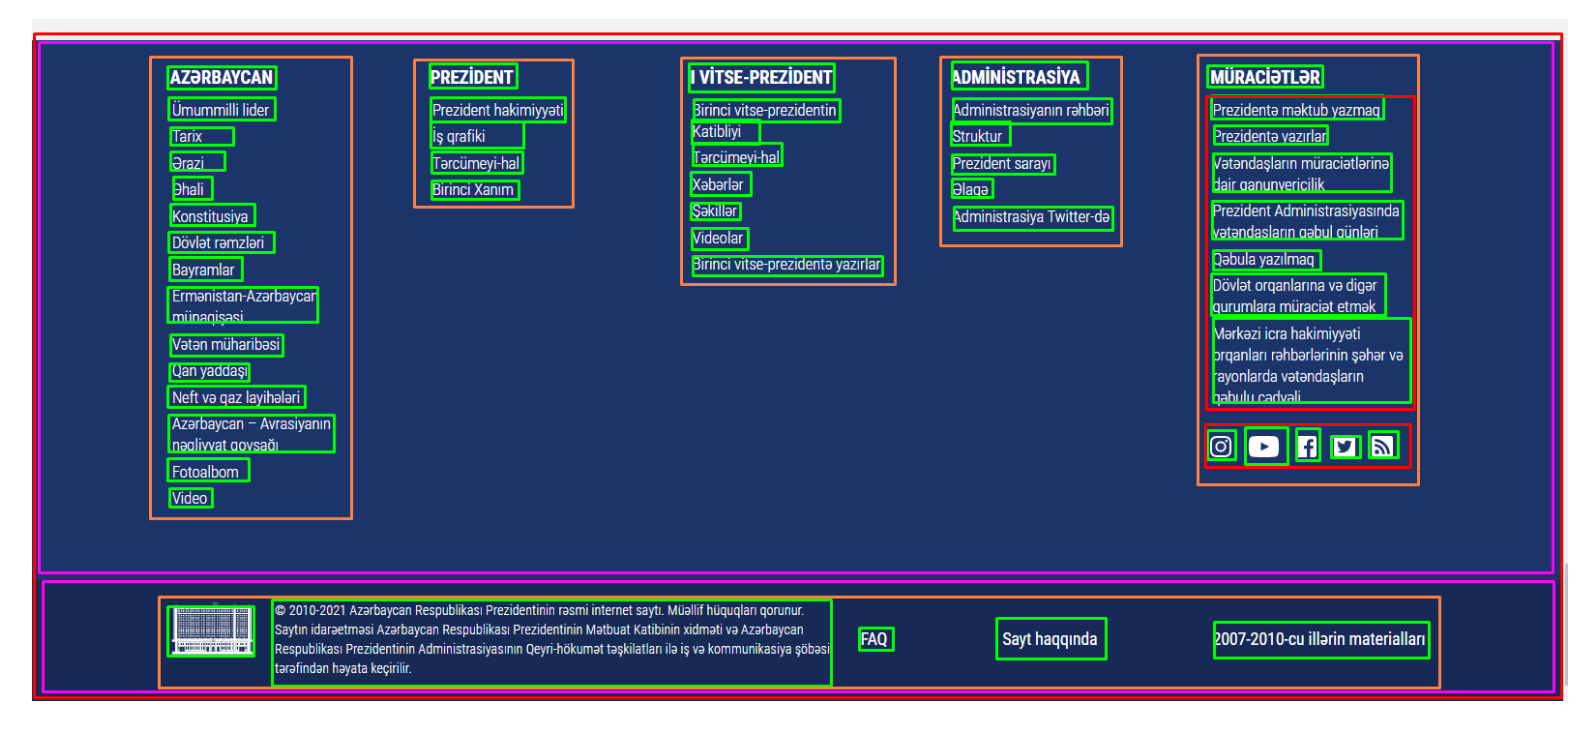 AZƏRBAYCAN
Ümummilli lider
Tarix
Ərazi
Əhali
Konstitusiya
Dövlət rəmzləri
Bayramlar
Ermənistan-Azərbaycan
münaqişəsi
Vətən müharibəsi
Qan yaddaşı
Neft və qaz layihələri
Azərbaycan – Avrasiyanın
nəqliyyat qovşağı
Fotoalbom
Video
PREZİDENT
Prezident hakimiyyəti
İş qrafiki
Tərcümeyi-hal
Birinci Xanım
I VİTSE-PREZİDENT
Birinci vitse-prezidentin
Katibliyi
Tərcümeyi-hal
Xəbərlər
Şəkillər
Videolar
Birinci vitse-prezidentə yazırlar
ADMİNİSTRASİYA
Administrasiyanın rəhbəri
Struktur
Prezident sarayı
Əlaqə
Administrasiya Twitter-də
MÜRACİƏTLƏR
Prezidentə məktub yazmaq
Prezidentə yazırlar
Vətəndaşların müraciətlərinə
dair qanunvericilik
Prezident Administrasiyasında
vətəndaşların qəbul günləri
Qəbula yazılmaq
Dövlət orqanlarına və digər
qurumlara müraciət etmək
Mərkəzi icra hakimiyyəti
orqanları rəhbərlərinin şəhər və
rayonlarda vətəndaşların
qəbulu cədvəli
© 2010-2021 Azərbaycan Respublikası Prezidentinin rəsmi internet saytı. Müəllif hüquqları qorunur.
Saytın idarəetməsi Azərbaycan Respublikası Prezidentinin Mətbuat Katibinin xidməti və Azərbaycan
Respublikası Prezidentinin Administrasiyasının Qeyri-hökumət təşkilatları ilə iş və kommunikasiya şöbəsi
tərəfindən həyata keçirilir.
FAQ
Sayt haqqında
2007-2010-cu illərin materialları